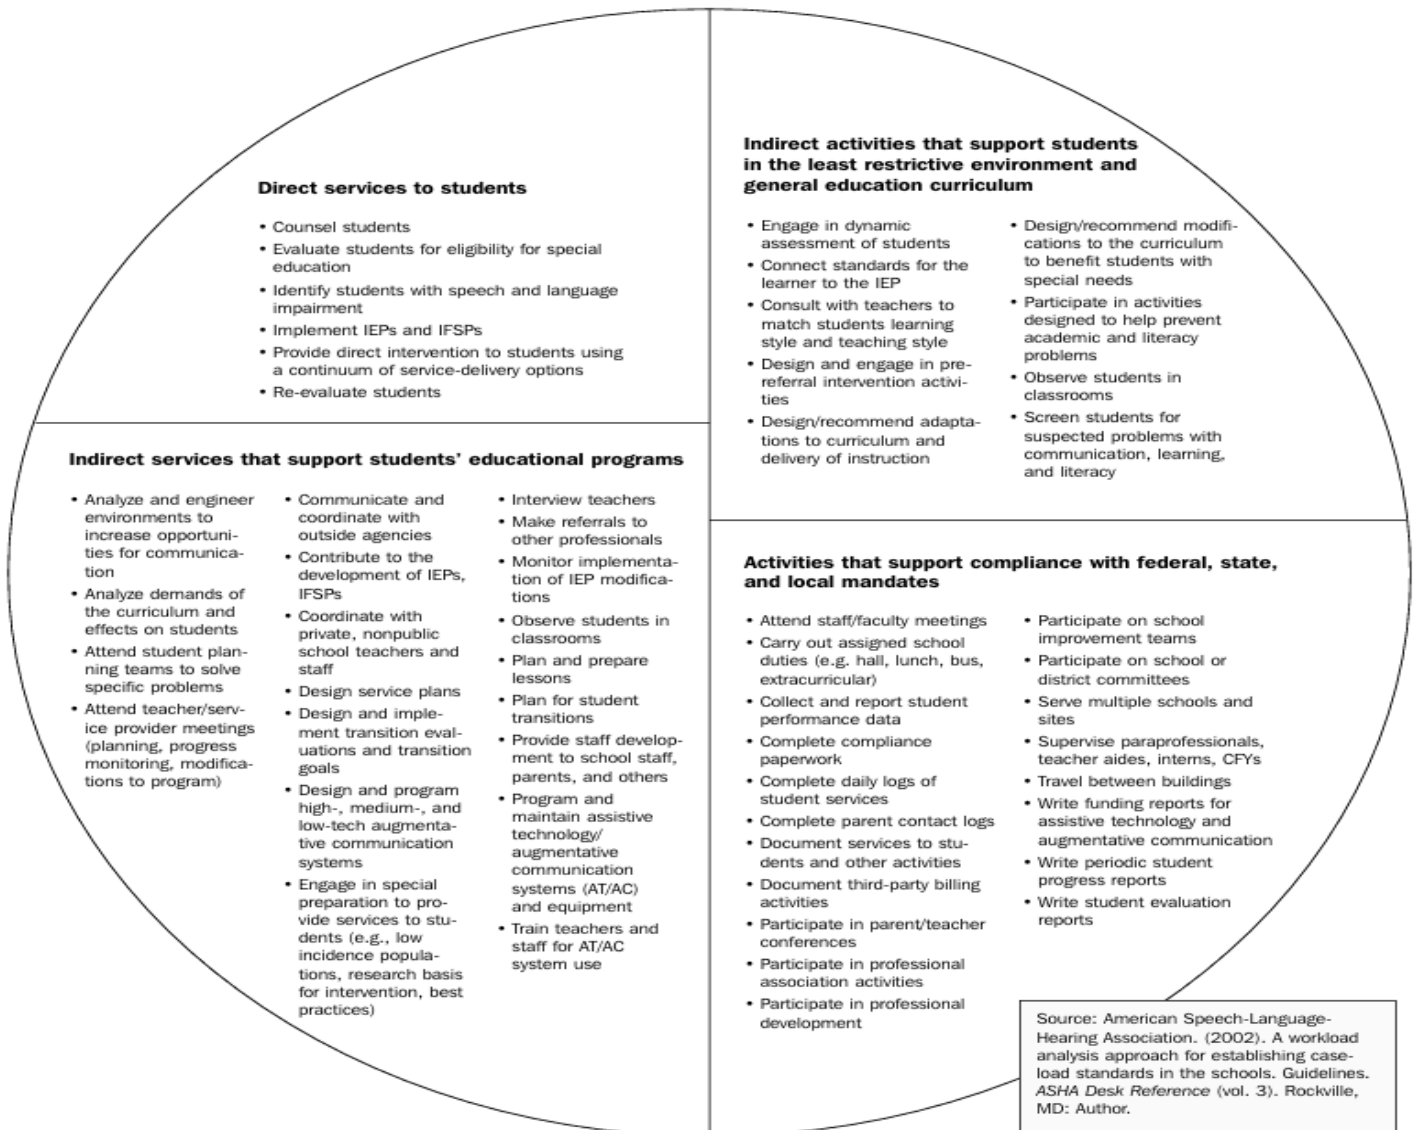 Direct services to students
• Counsel students
• Evaluate students for eligibility for special
education
• Identify students with speech and language
impairment
• Implement IEPs and IFSPs
• Provide direct intervention to students using
a continuum of service-delivery options
• Re-evaluate students
Indirect activities that support students
in the least restrictive environment and
general education curriculum
• Engage in dynamic
assessment of students
• Connect standards for the
learner to the IEP
• Consult with teachers to
match students learning
style and teaching style
• Design and engage in pre-
referral intervention activi-
ties
• Design/recommend adapta-
tions to curriculum and
delivery of instruction
• Design/recommend modifi-
cations to the curriculum
to benefit students with
special needs
• Participate in activities
designed to help prevent
academic and literacy
problems
• Observe students in
classrooms
• Screen students for
suspected problems with
communication, learning,
and literacy
Indirect services that support students' educational programs
• Analyze and engineer
environments to
increase opportuni-
ties for communica-
tion
• Analyze demands of
the curriculum and
effects on students
• Attend student plan-
ning teams to solve
specific problems
• Attend teacher/serv-
ice provider meetings
(planning, progress
monitoring, modifica-
tions to program)
• Communicate and
coordinate with
outside agencies
• Contribute to the
development of IEPs,
IFSPs
• Coordinate with
private, nonpublic
school teachers and
staff
• Design service plans
• Design and imple-
ment transition eval-
uations and transition
goals
• Design and program
high-, medium-, and
low-tech augmenta-
tive communication
systems
• Engage in special
preparation to pro-
vide services to stu-
dents (e.g., low
incidence popula-
tions, research basis
for intervention, best
practices)
• Interview teachers
• Make referrals to
other professionals
• Monitor implementa-
tion of IEP modifica-
tions
• Observe students in
classrooms
• Plan and prepare
lessons
• Plan for student
transitions
• Provide staff develop-
ment to school staff,
parents, and others
• Program and
maintain assistive
technology/
augmentative
communication
systems (AT/AC)
and equipment
• Train teachers and
staff for AT/AC
system use
Activities that support compliance with federal, state,
and local mandates
• Attend staff/faculty meetings
• Carry out assigned school
duties (e.g. hall, lunch, bus,
extracurricular)
• Collect and report student
performance data
• Complete compliance
paperwork
• Complete daily logs of
student services
• Complete parent contact logs
• Document services to stu-
dents and other activities
• Document third-party billing
activities
• Participate in parent/teacher
conferences
• Participate in professional
association activities
• Participate in professional
development
• Participate on school
improvement teams
• Participate on school or
district committees
• Serve multiple schools and
sites
• Supervise paraprofessionals,
teacher aides, interns, CFYs
• Travel between buildings
• Write funding reports for
assistive technology and
augmentative communication
• Write periodic student
progress reports
• Write student evaluation
reports
Source: American Speech-Language-
Hearing Association. (2002). A workload
analysis approach for establishing case-
load standards in the schools. Guidelines.
ASHA Desk Reference (vol. 3). Rockville,
MD: Author.